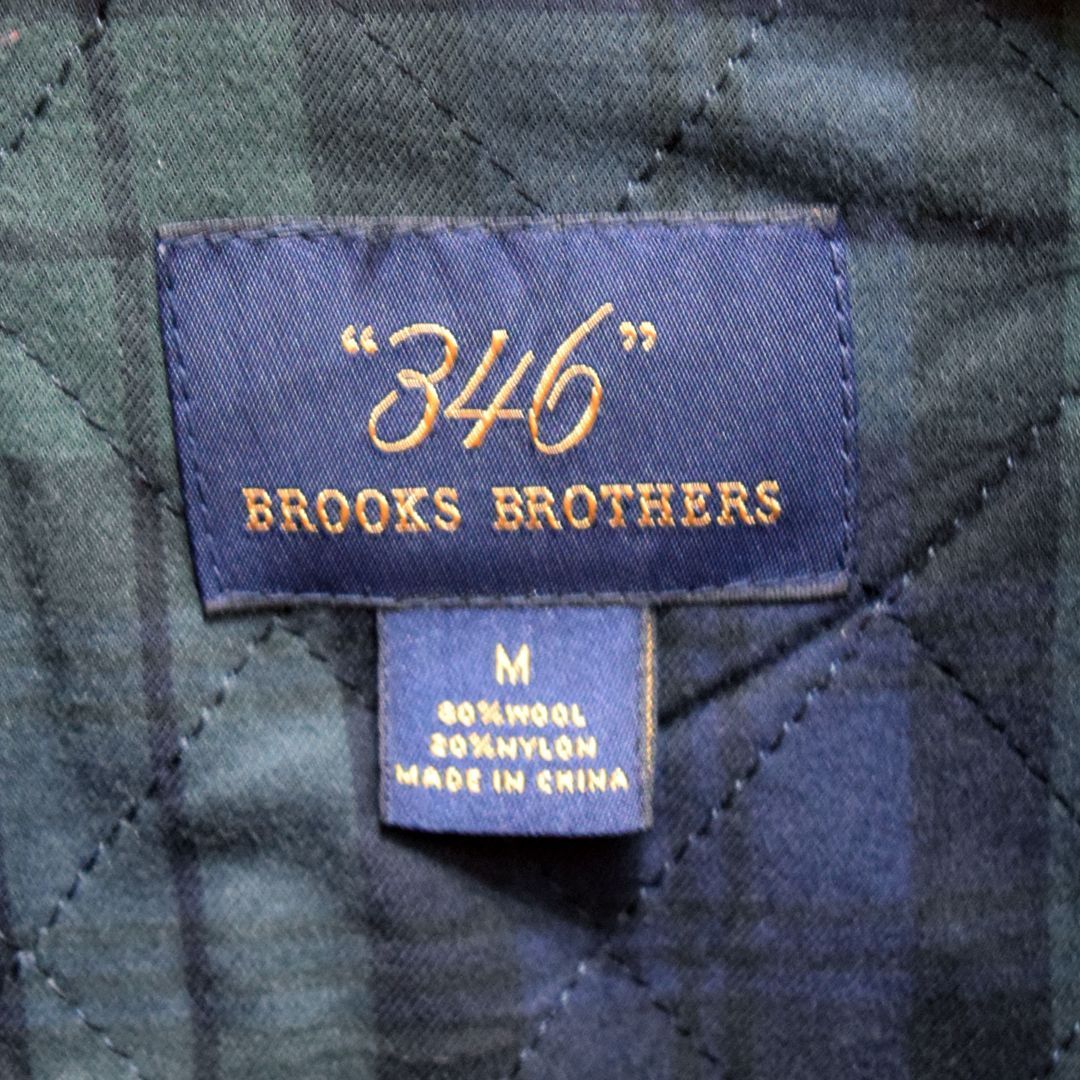 “346”
BROOKS BROTHERS
M
80%WOOL
20%NYLON
MADE IN CHINA